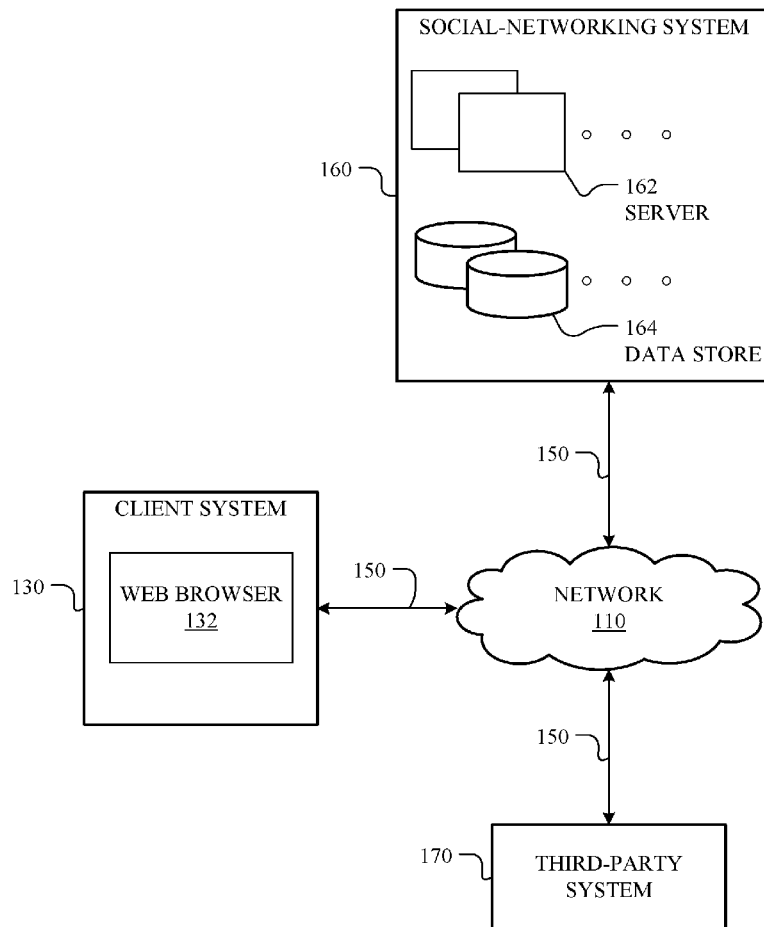 SOCIAL-NETWORKING SYSTEM
160
162
SERVER
164
DATA STORE
150
CLIENT SYSTEM
130
WEB BROWSER
132
150
NETWORK
110
150
170
THIRD-PARTY
SYSTEM